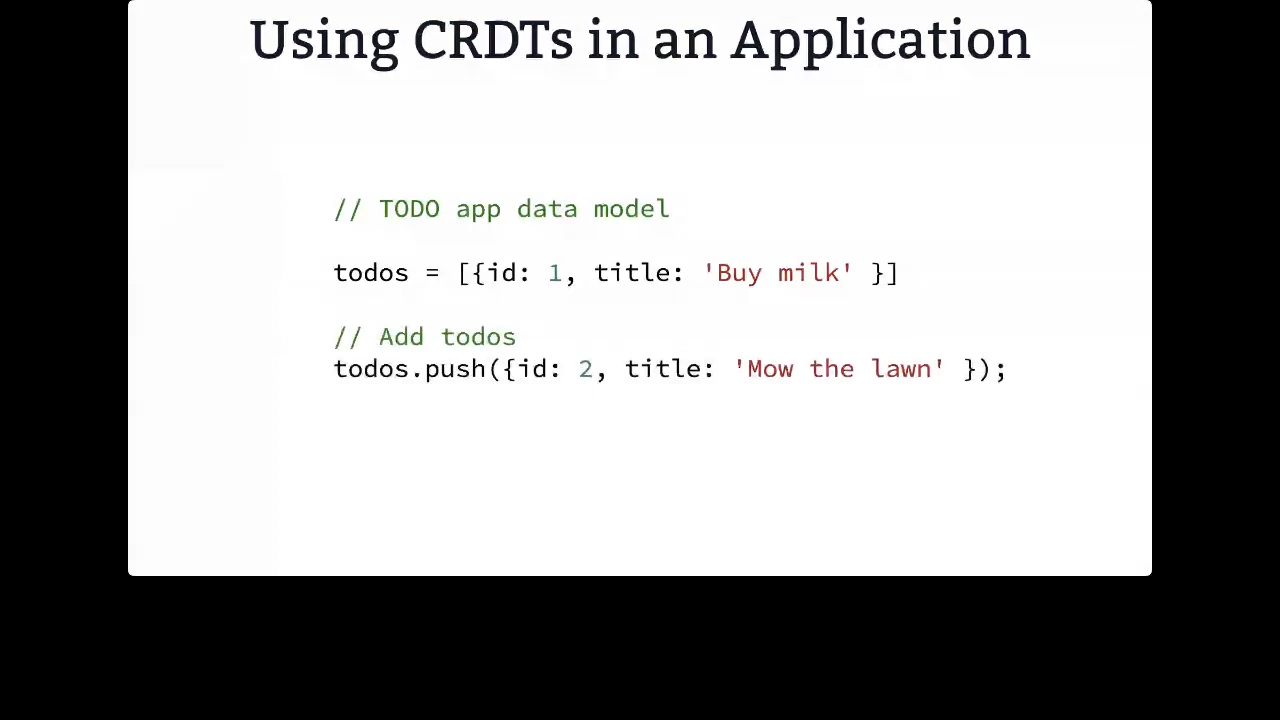 Using CRDTs in an Application
// TODO app data model
todos = [{id: 1, title: 'Buy milk' }]
// Add todos
todos.push({id: 2, title: 'Mow the lawn' });